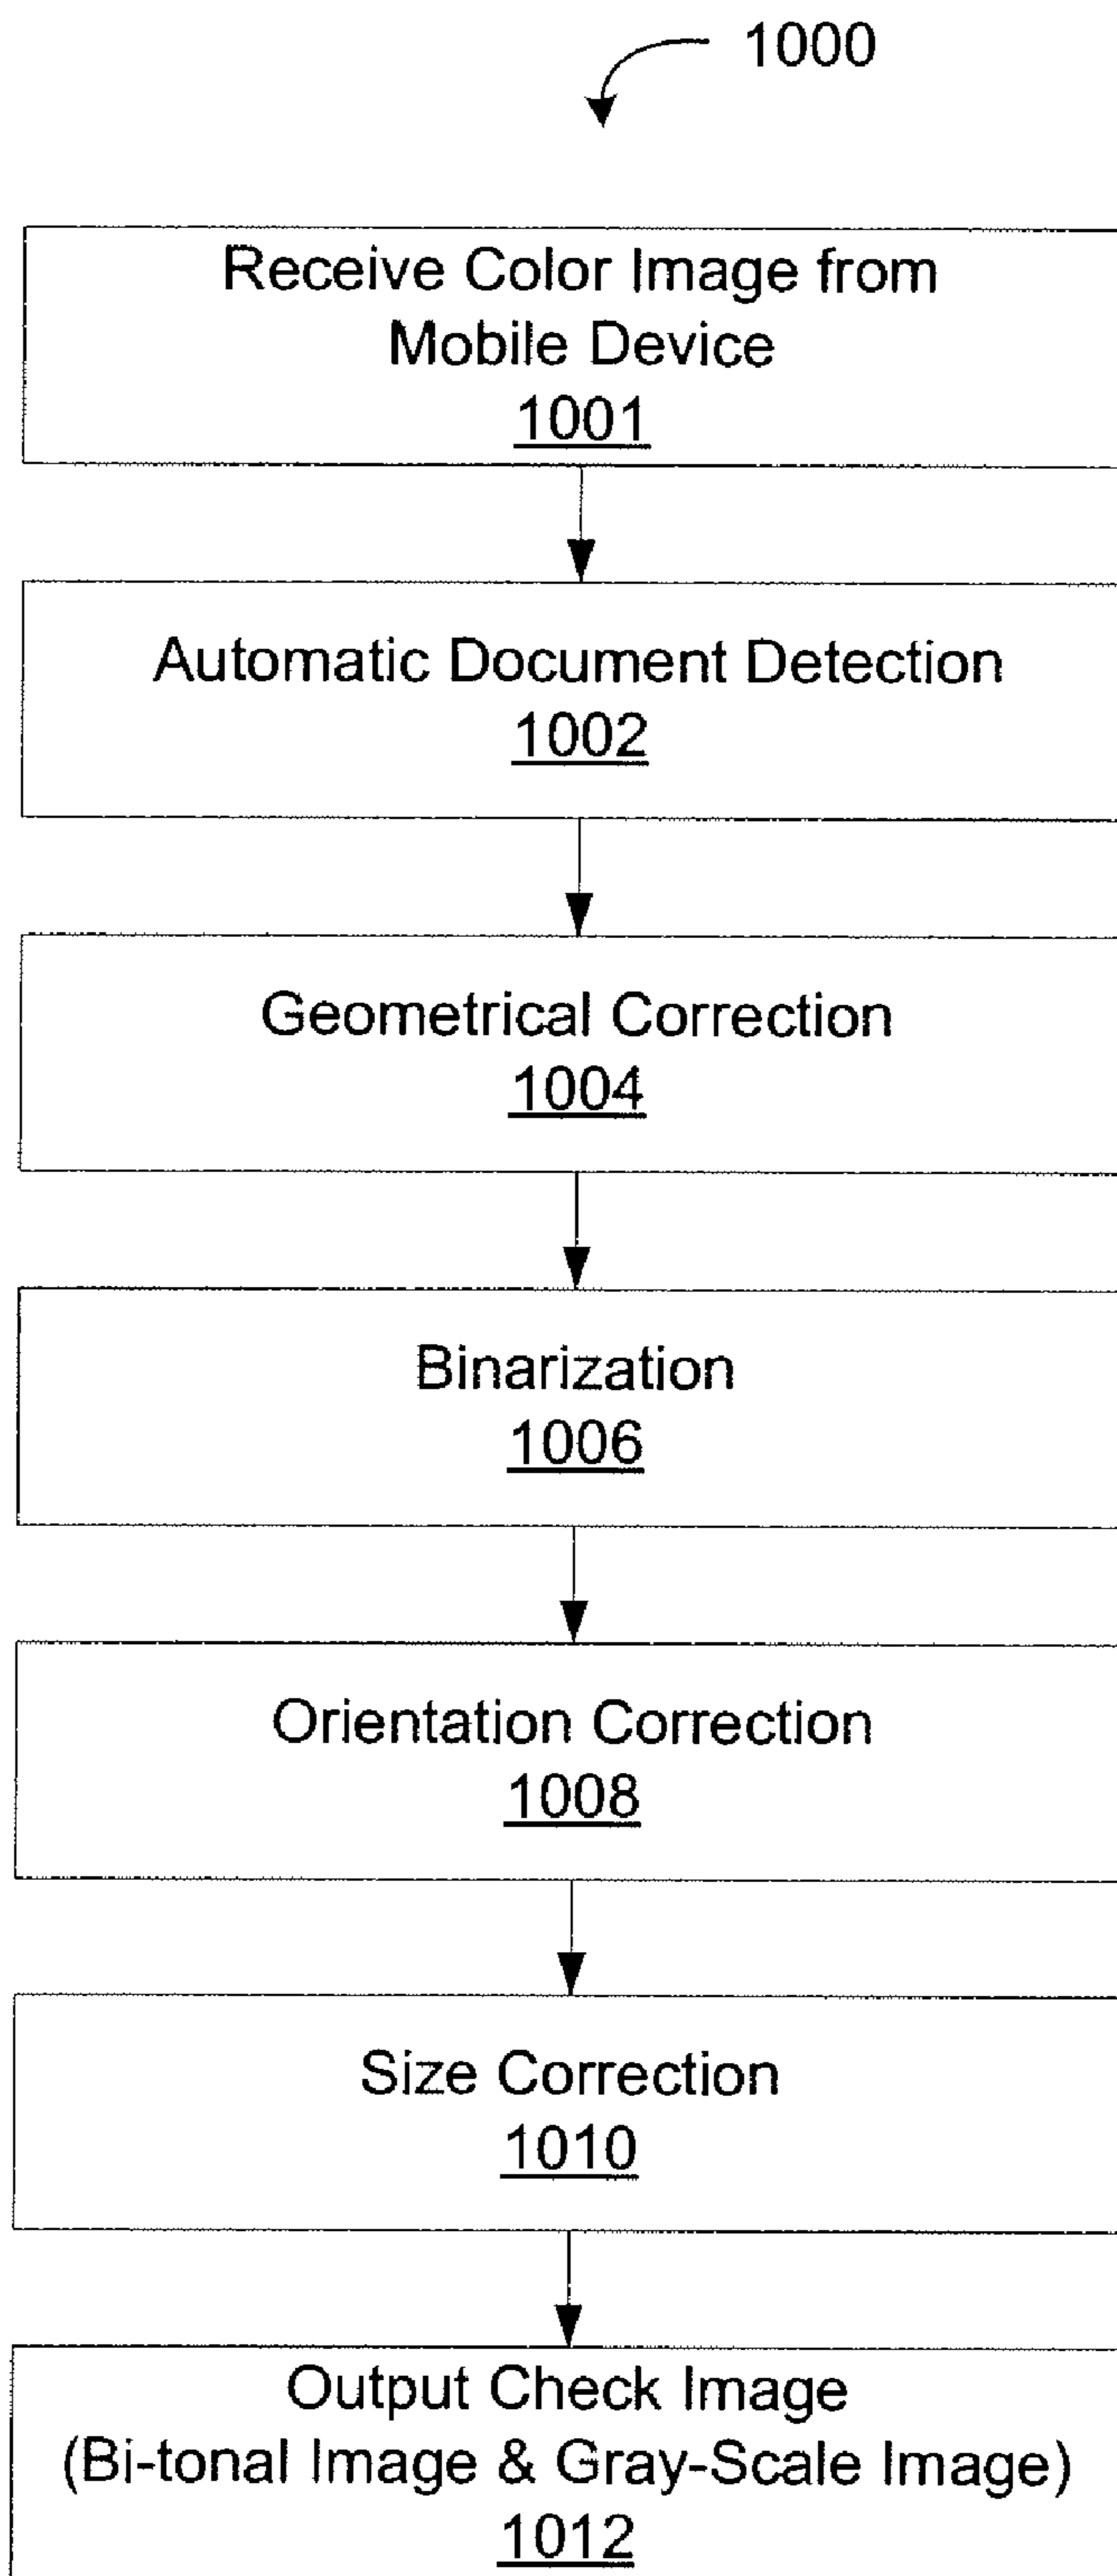 1000
Receive Color Image from
Mobile Device
1001
Automatic Document Detection
1002
Geometrical Correction
1004
Binarization
1006
Orientation Correction
1008
Size Correction
1010
Output Check Image
(Bi-tonal Image & Gray-Scale Image)
1012